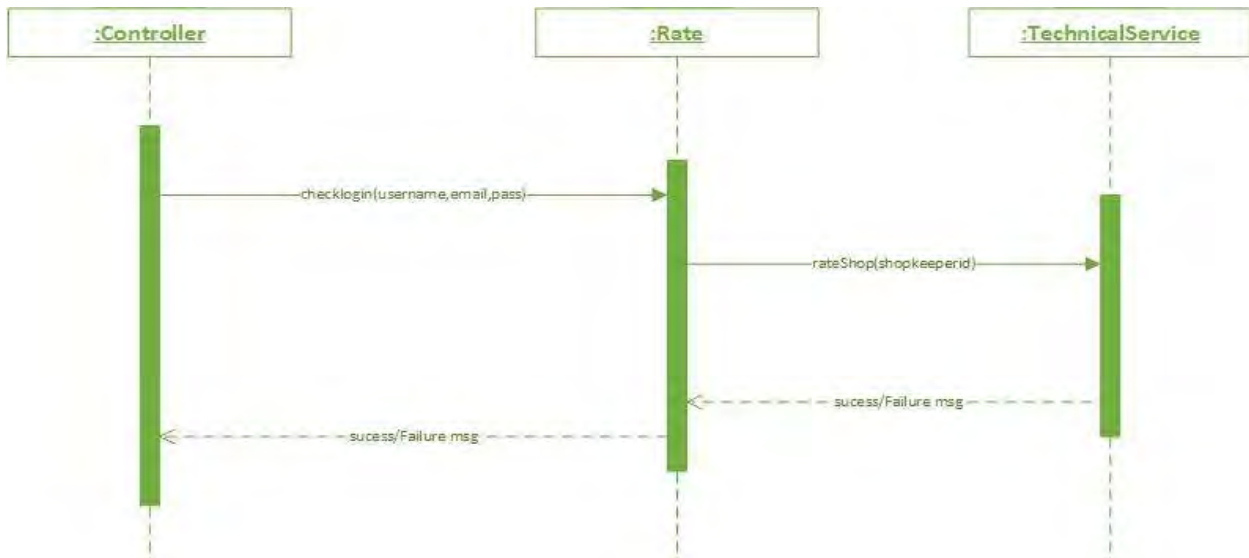 :Controller
:Rate
:TechnicalService
checklogin(username,email,pass)
rateShop(shopkeeperid)
sucess/Failure msg
sucess/Failure msg